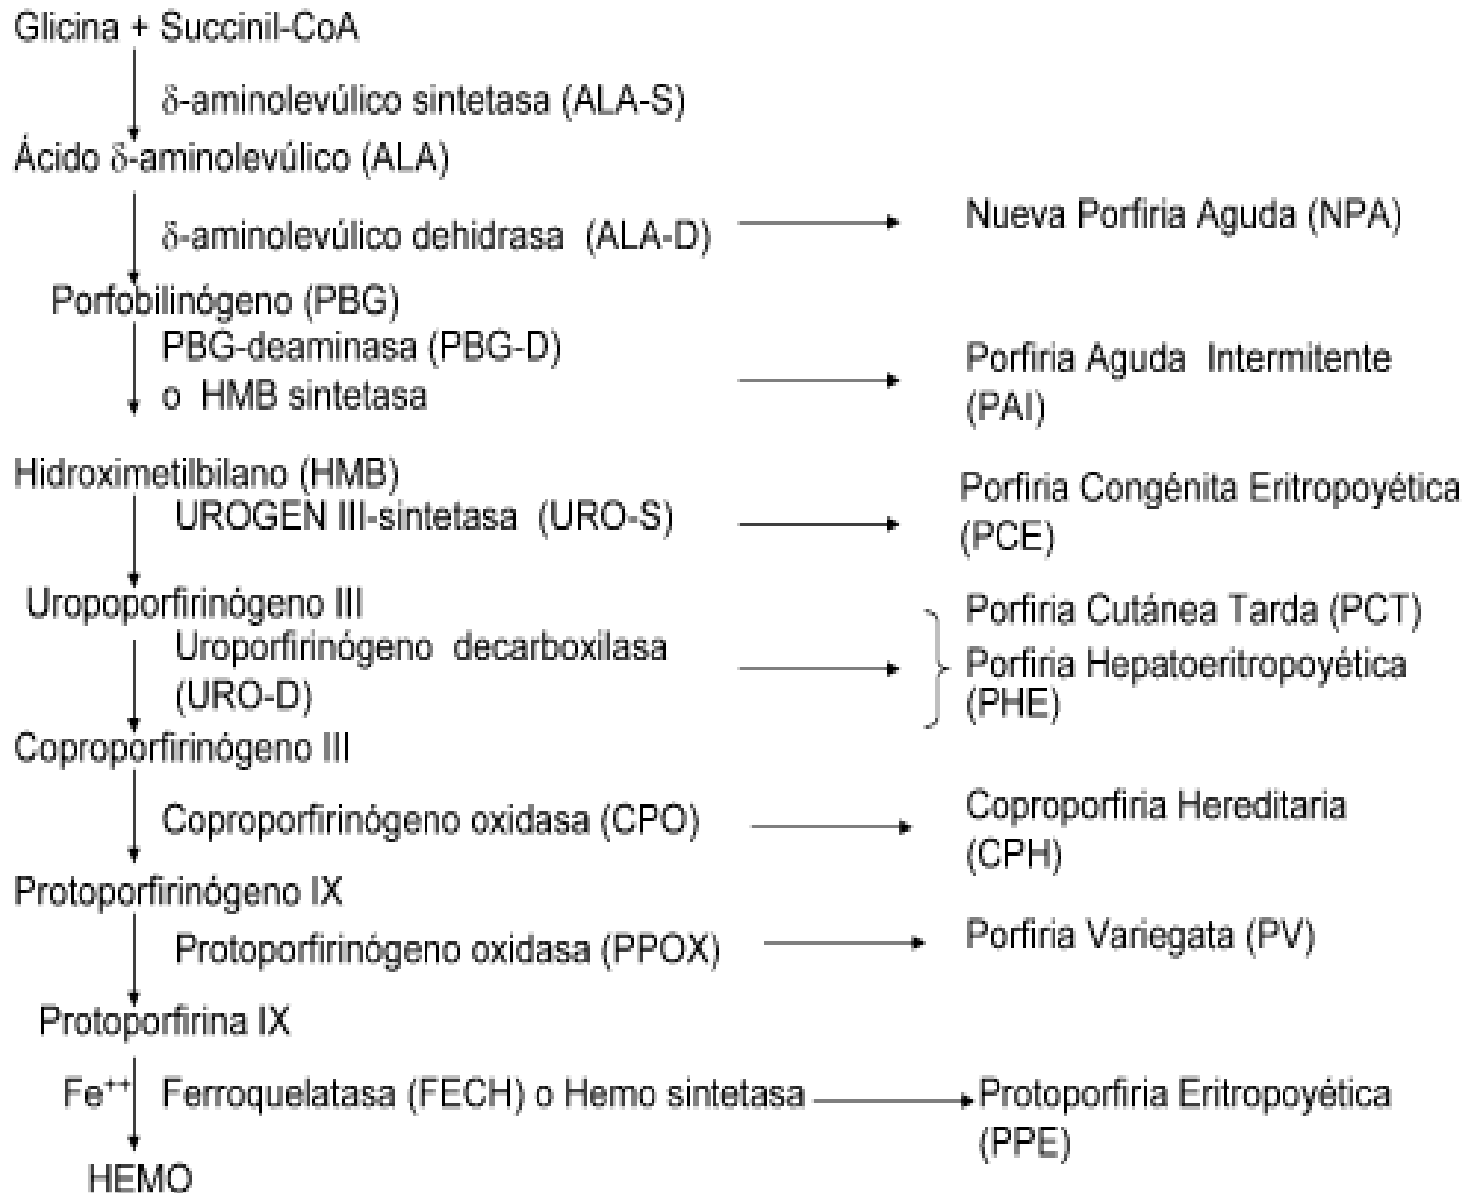 Glicina + Succinil-CoA
δ-aminolevúlico sintetasa (ALA-S)
Ácido δ-aminolevúlico (ALA)
δ-aminolevúlico dehidrasa (ALA-D)
Nueva Porfiria Aguda (NPA)
Porfobilinógeno (PBG)
PBG-deaminasa (PBG-D)
o HMB sintetasa
Porfiria Aguda Intermitente
(PAI)
Hidroximetilbilano (HMB)
UROGEN III-sintetasa (URO-S)
Porfiria Congénita Eritropoyética
(PCE)
Uropoporfirinógeno III
Uroporfirinógeno decarboxilasa
(URO-D)
Porfiria Cutánea Tarda (PCT)
Porfiria Hepatoeritropoyética
(PHE)
Coproporfirinógeno III
Coproporfirinógeno oxidasa (CPO)
Coproporfiria Hereditaria
(CPH)
Protoporfirinógeno IX
Protoporfirinógeno oxidasa (PPOX)
Porfiria Variegata (PV)
Protoporfirina IX
Fe⁺⁺ Ferroquelatasa (FECH) o Hemo sintetasa
Protoporfiria Eritropoyética
(PPE)
HEMO